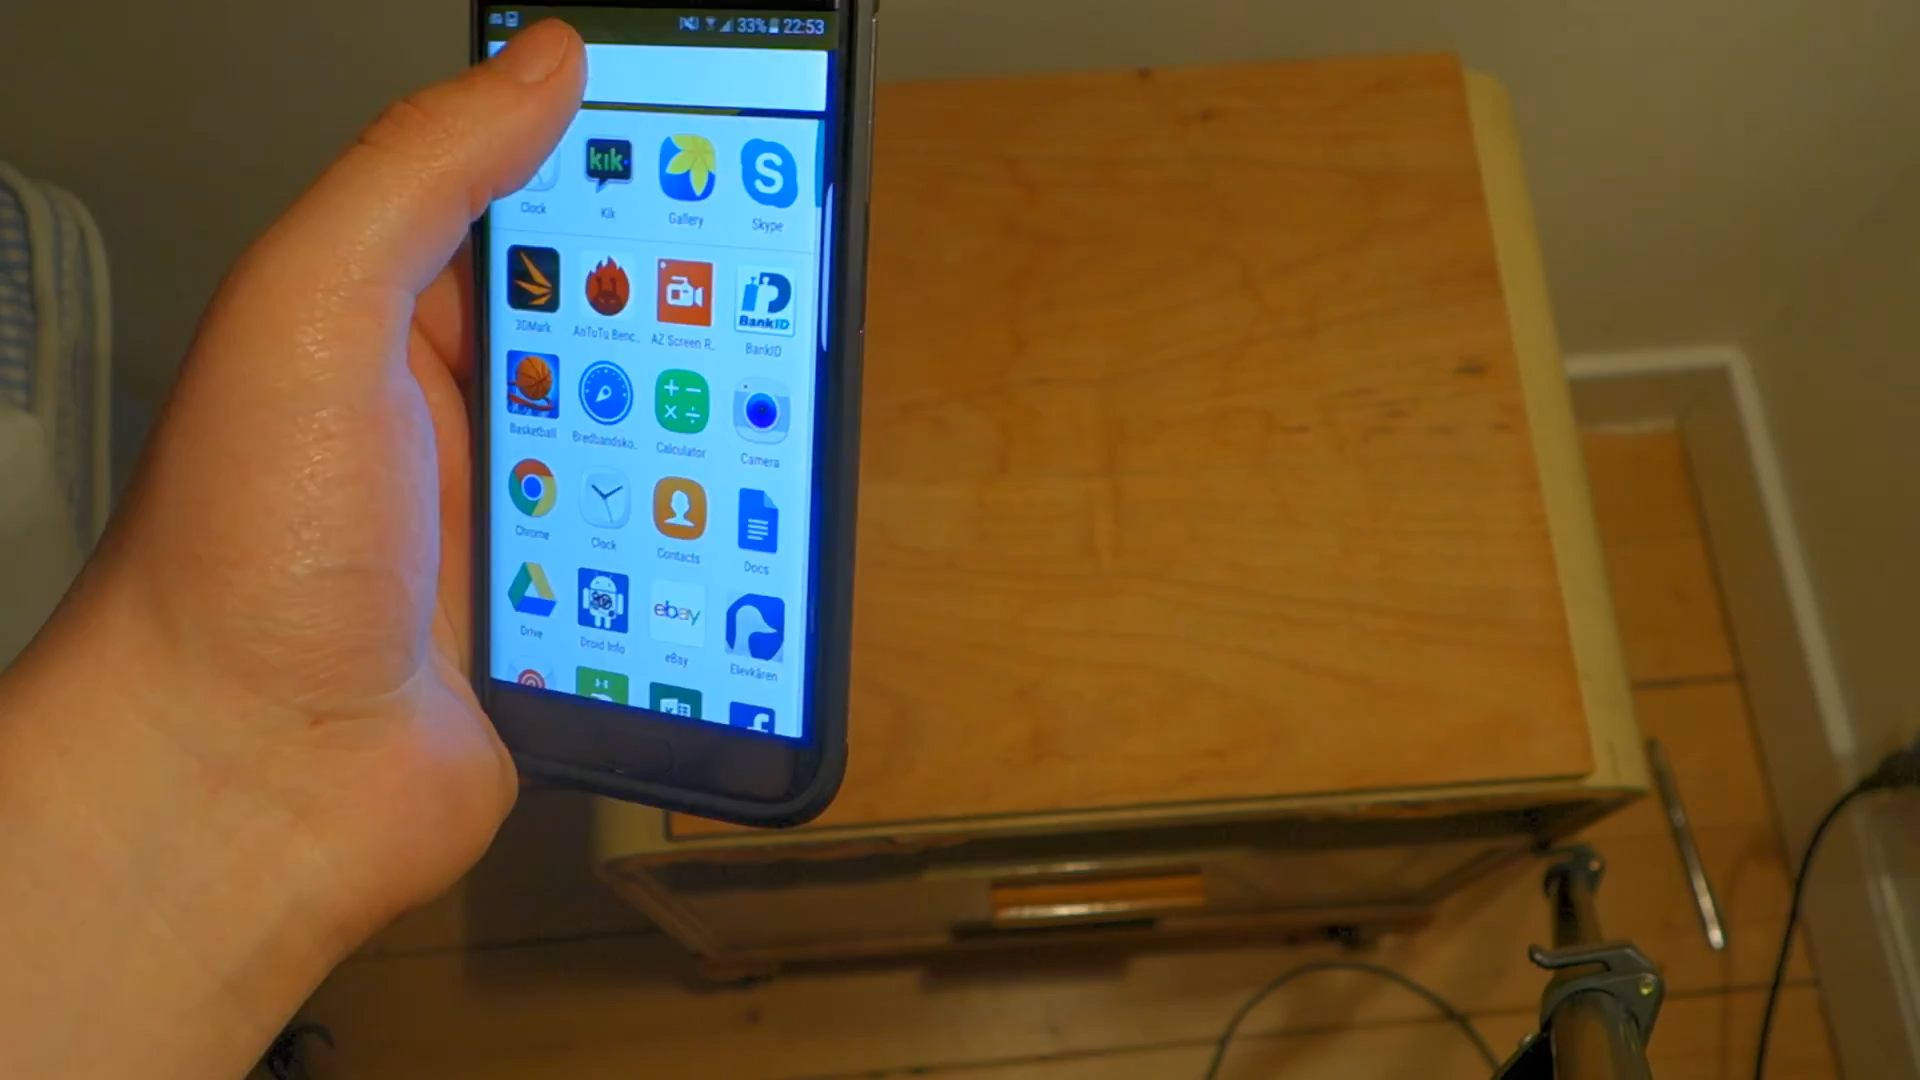 33% 22:53
kik
Clock Kik Gallery Skype
BankID
3DMark AnTuTu Benc.. AZ Screen R.. BankID
Basketball Bredbandsko.. Calculator Camera
Chrome Clock Contacts Docs
ebay
Drive Droid Info eBay Elevkåren